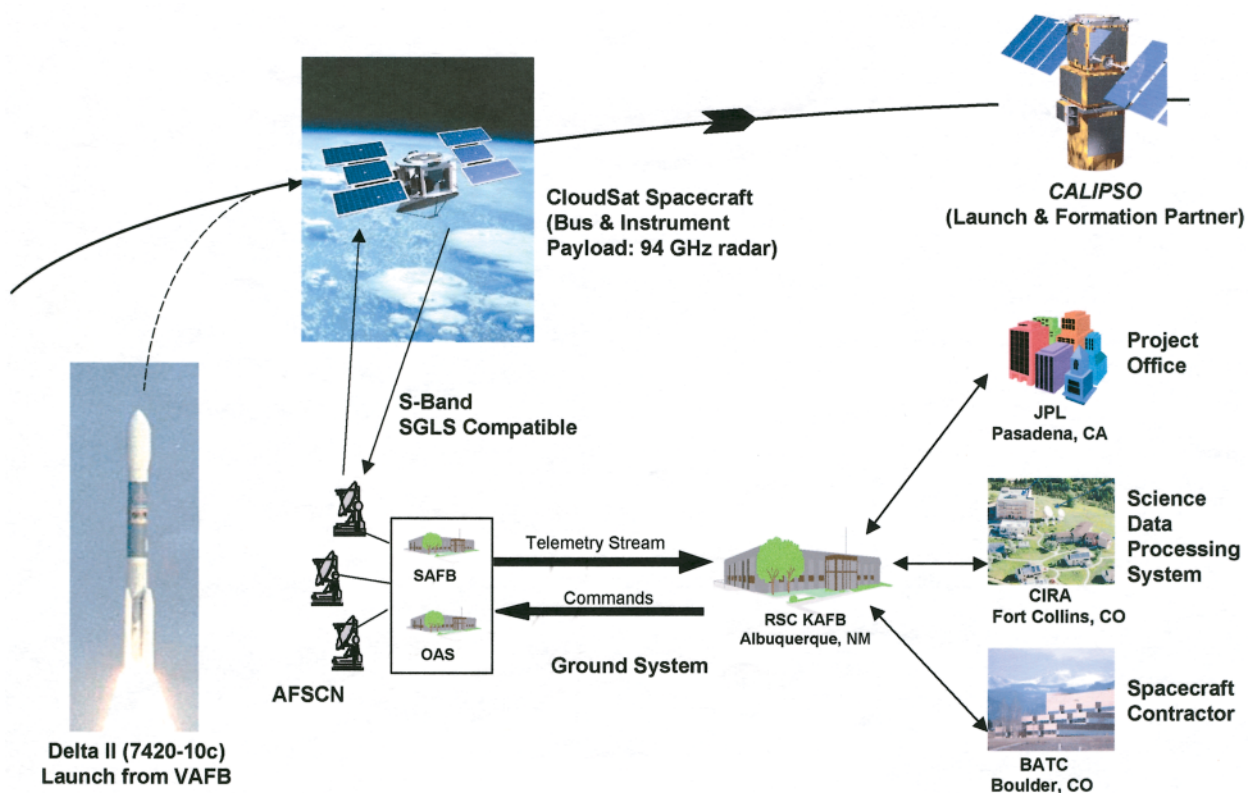 CALIPSO
(Launch & Formation Partner)
CloudSat Spacecraft
(Bus & Instrument
Payload: 94 GHz radar)
S-Band
SGLS Compatible
Project
Office
JPL
Pasadena, CA
Telemetry Stream
SAFB
Commands
OAS
RSC KAFB
Albuquerque, NM
Science
Data
Processing
System
CIRA
Fort Collins, CO
Ground System
AFSCN
Spacecraft
Contractor
BATC
Boulder, CO
Delta II (7420-10c)
Launch from VAFB